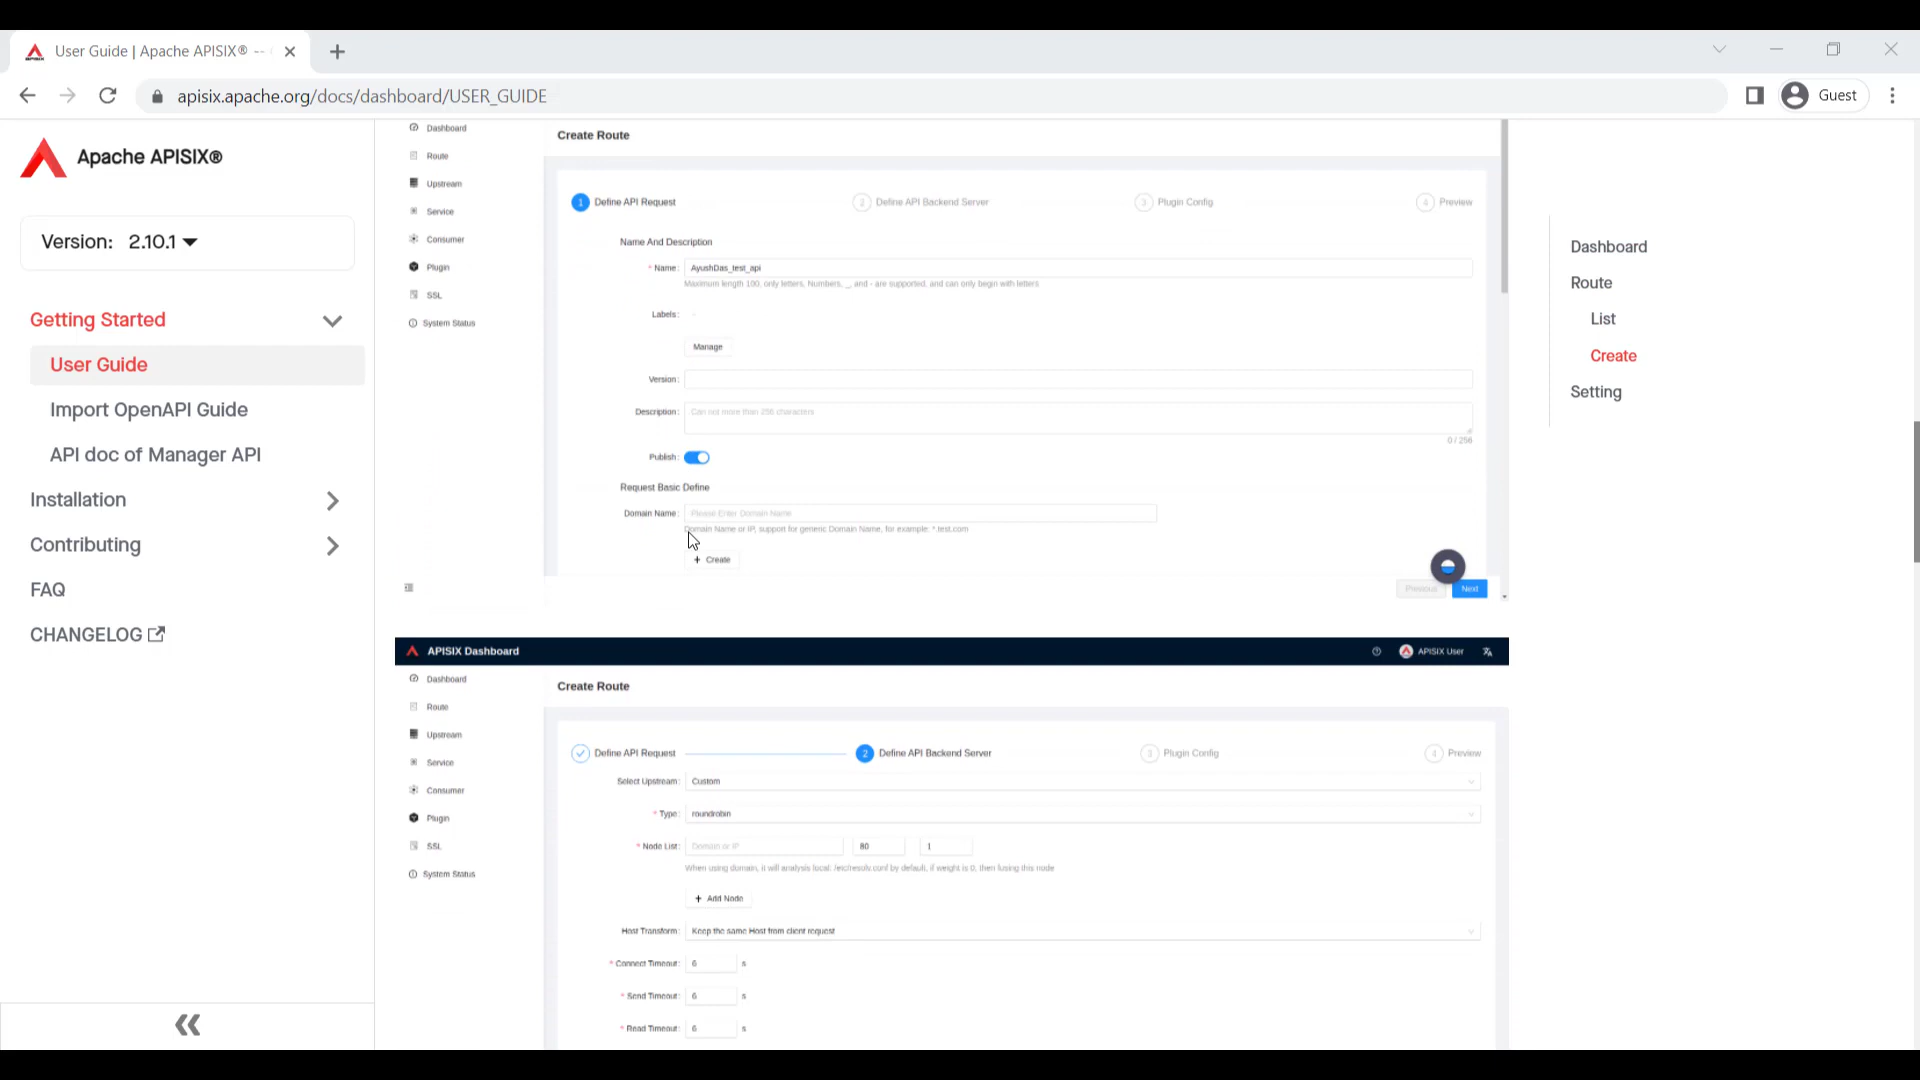 User Guide | Apache APISIX® --
apisix.apache.org/docs/dashboard/USER_GUIDE
Guest
Apache APISIX®
Version: 2.10.1
Getting Started
User Guide
Import OpenAPI Guide
API doc of Manager API
Installation
Contributing
FAQ
CHANGELOG
Dashboard
Route
Upstream
Service
Consumer
Plugin
SSL
System Status
Create Route
1 Define API Request
2 Define API Backend Server
3 Plugin Config
4 Preview
Name And Description
* Name: AyushDas_test_api
Maximum length 100, only letters, Numbers, _, and - are supported, and can only begin with letters
Labels: -
Manage
Version:
Description: Can not more than 256 characters
0 / 256
Publish:
Request Basic Define
Domain Name: Please Enter Domain Name
Domain Name or IP, support for generic Domain Name, for example: *.test.com
+ Create
Previous
Next
APISIX Dashboard
APISIX User
Dashboard
Route
Upstream
Service
Consumer
Plugin
SSL
System Status
Create Route
Define API Request
2 Define API Backend Server
3 Plugin Config
4 Preview
Select Upstream: Custom
* Type: roundrobin
* Node List: Domain or IP 80 1
When using domain, it will analysis local: /etc/resolv.conf by default, if weight is 0, then fusing this node
+ Add Node
Host Transform: Keep the same Host from client request
* Connect Timeout: 6 s
* Send Timeout: 6 s
* Read Timeout: 6 s
Dashboard
Route
List
Create
Setting